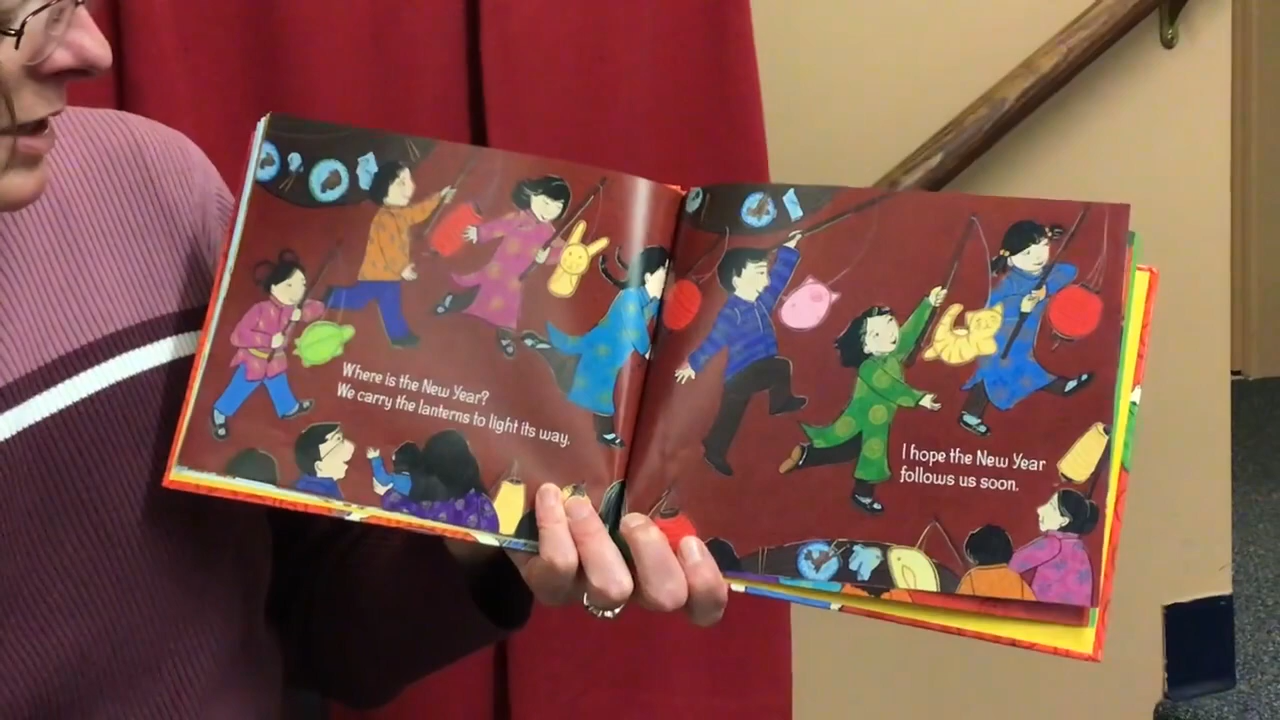 Where is the New Year?
We carry the lanterns to light its way.
I hope the New Year
follows us soon.